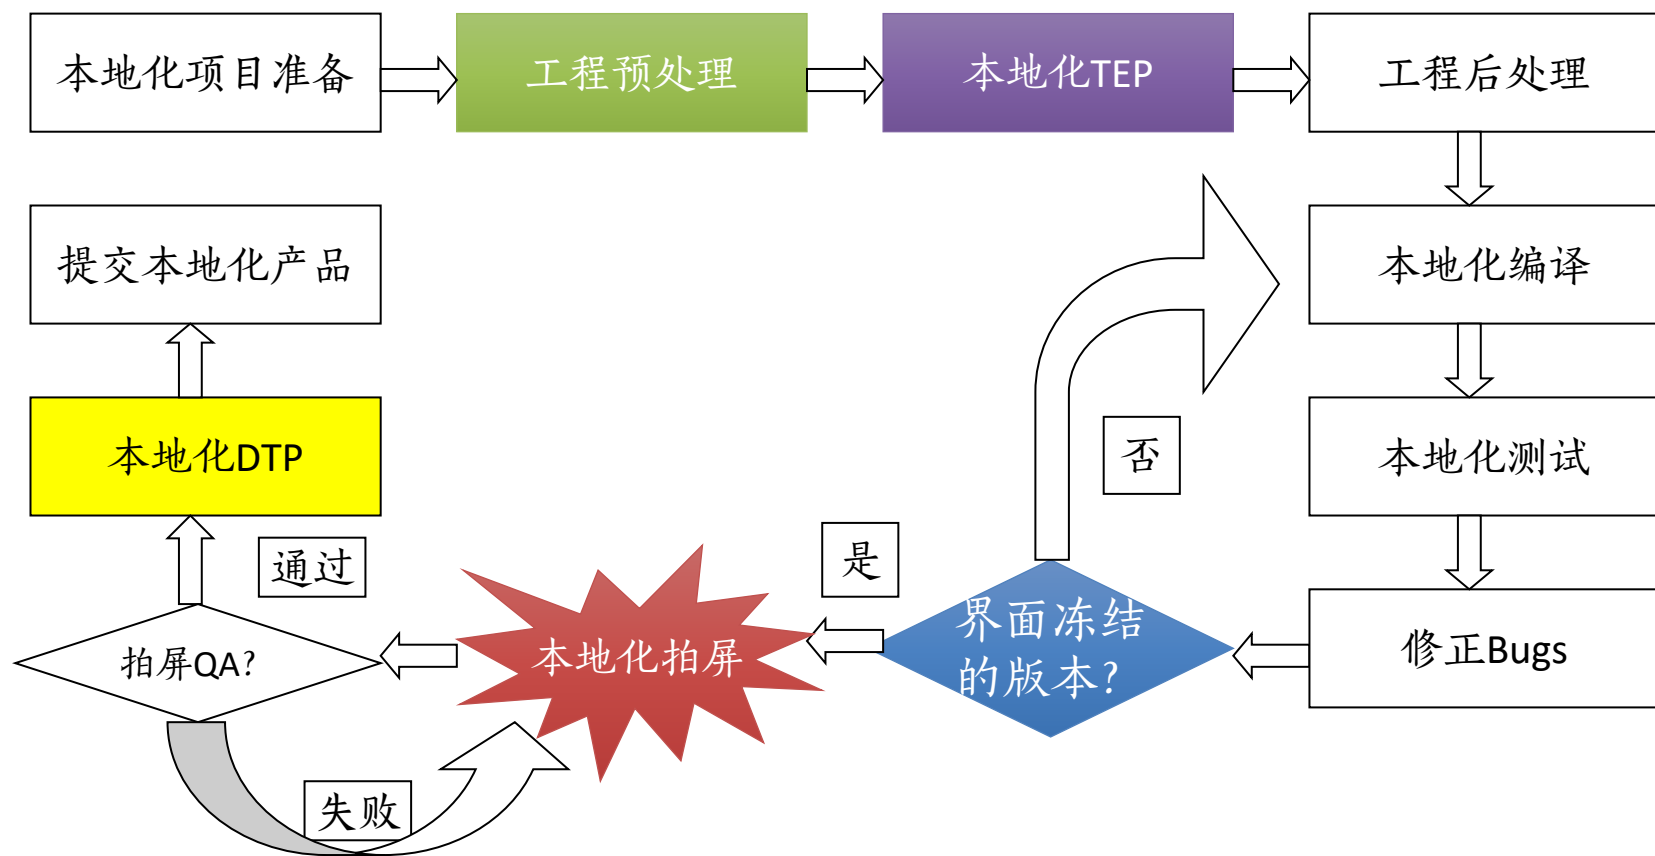 本地化项目准备
工程预处理
本地化TEP
工程后处理
提交本地化产品
本地化编译
本地化DTP
否
本地化测试
通过
是
拍屏QA?
本地化拍屏
界面冻结
的版本?
修正Bugs
失败